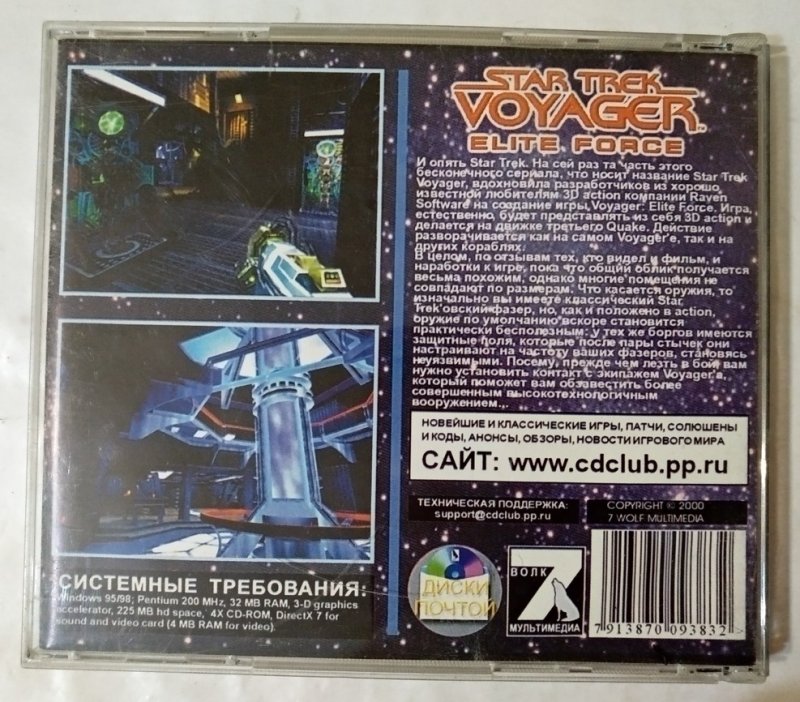 STAR TREK
VOYAGER™
ELITE FORCE
И опять Star Trek. На сей раз та часть этого
бесконечного сериала, что носит название Star Trek
Voyager, вдохновила разработчиков из хорошо
известной любителям 3D action компании Raven
Software на создание игры Voyager: Elite Force. Игра,
естественно, будет представлять из себя 3D action и
делается на движке третьего Quake. Действие
разворачивается как на самом Voyager'е, так и на
других кораблях.
В целом, по отзывам тех, кто видел и фильм, и
наработки к игре, пока что общий облик получается
весьма похожим, однако многие помещения не
совпадают по размерам. Что касается оружия, то
изначально вы имеете классический Star
Trek'овский фазер, но, как и положено в action,
оружие по умолчанию вскоре становится
практически бесполезным: у тех же боргов имеются
защитные поля, которые после пары стычек они
настраивают на частоту ваших фазеров, становясь
неуязвимыми. Посему, прежде чем лезть в бой, вам
нужно установить контакт с экипажем Voyager'а,
который поможет вам обзавестить более
совершенным высокотехнологичным
вооружением...
НОВЕЙШИЕ И КЛАССИЧЕСКИЕ ИГРЫ, ПАТЧИ, СОЛЮШЕНЫ
И КОДЫ, АНОНСЫ, ОБЗОРЫ, НОВОСТИ ИГРОВОГО МИРА
САЙТ: www.cdclub.pp.ru
ТЕХНИЧЕСКАЯ ПОДДЕРЖКА:
support@cdclub.pp.ru
COPYRIGHT © 2000
7 WOLF MULTIMEDIA
СИСТЕМНЫЕ ТРЕБОВАНИЯ:
Windows 95/98; Pentium 200 MHz, 32 MB RAM, 3-D graphics
accelerator, 225 MB hd space, 4X CD-ROM, DirectX 7 for
sound and video card (4 MB RAM for video).
ДИСКИ
ПОЧТОЙ
ВОЛК
7
МУЛЬТИМЕДИА
7 913870 093832 >